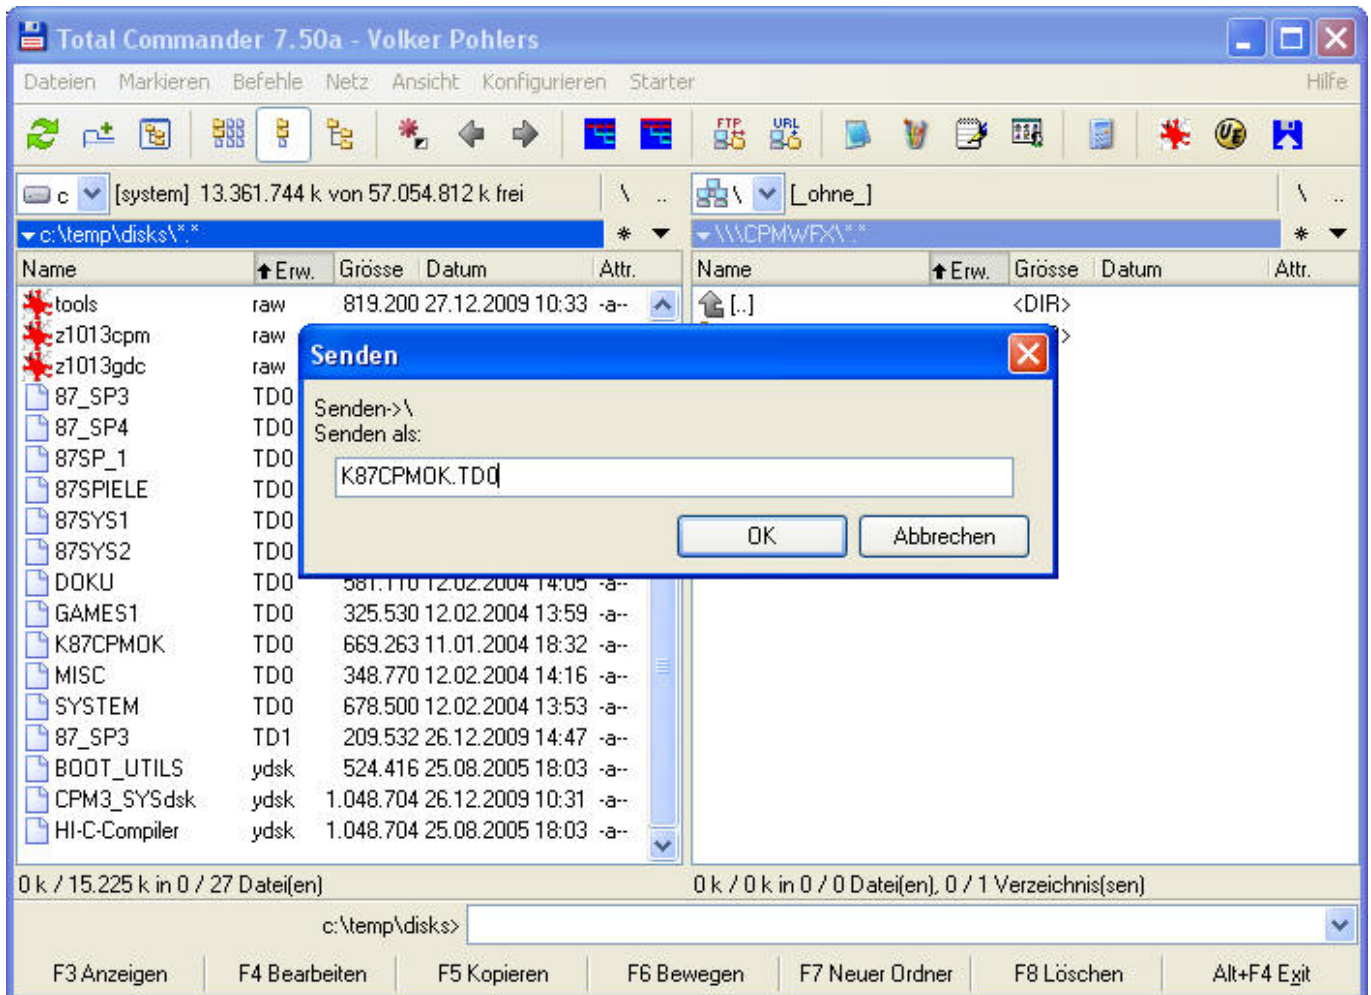 Total Commander 7.50a - Volker Pohlers
Dateien Markieren Befehle Netz Ansicht Konfigurieren Starter Hilfe
FTP URL UE
c [system] 13.361.744 k von 57.054.812 k frei \ .. \ [_ohne_] \ ..
c:\temp\disks\*.* * \\\CPMWFX\*.* *
Name Erw. Grösse Datum Attr. Name Erw. Grösse Datum Attr.
tools raw 819.200 27.12.2009 10:33 -a-- [..] <DIR>
z1013cpm raw >
z1013gdc raw
87_SP3 TD0
87_SP4 TD0
87SP_1 TD0
87SPIELE TD0
87SYS1 TD0
87SYS2 TD0
Senden
Senden->\
Senden als:
K87CPMOK.TD0
OK Abbrechen
DOKU TD0 581.110 12.02.2004 14:05 -a--
GAMES1 TD0 325.530 12.02.2004 13:59 -a--
K87CPMOK TD0 669.263 11.01.2004 18:32 -a--
MISC TD0 348.770 12.02.2004 14:16 -a--
SYSTEM TD0 678.500 12.02.2004 13:53 -a--
87_SP3 TD1 209.532 26.12.2009 14:47 -a--
BOOT_UTILS ydsk 524.416 25.08.2005 18:03 -a--
CPM3_SYSdsk ydsk 1.048.704 26.12.2009 10:31 -a--
HI-C-Compiler ydsk 1.048.704 25.08.2005 18:03 -a--
0 k / 15.225 k in 0 / 27 Datei(en) 0 k / 0 k in 0 / 0 Datei(en), 0 / 1 Verzeichnis(sen)
c:\temp\disks>
F3 Anzeigen F4 Bearbeiten F5 Kopieren F6 Bewegen F7 Neuer Ordner F8 Löschen Alt+F4 Exit